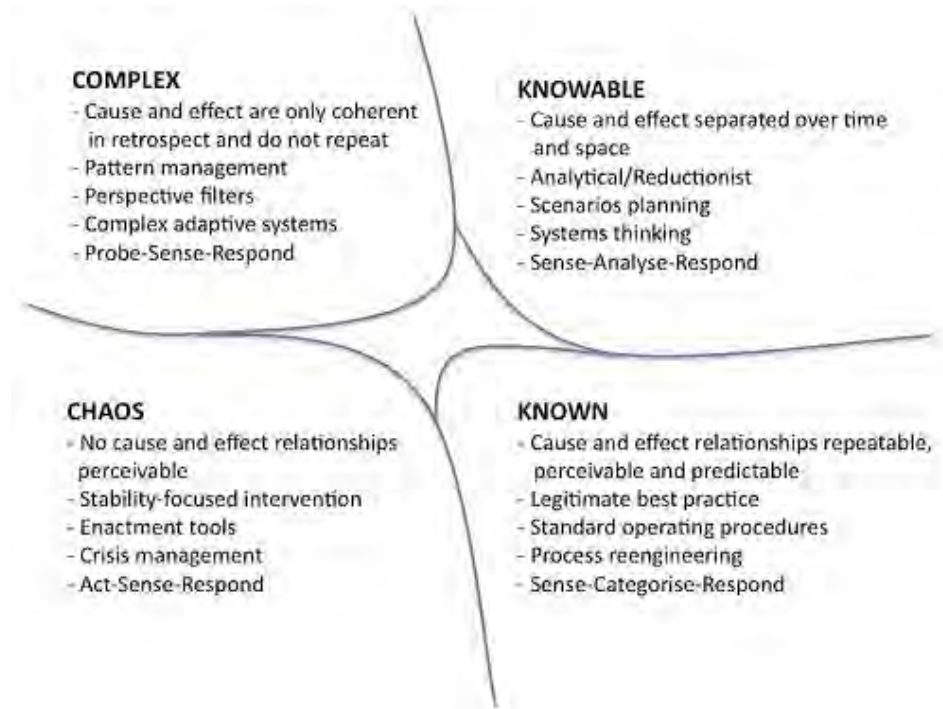 COMPLEX
- Cause and effect are only coherent
in retrospect and do not repeat
- Pattern management
- Perspective filters
- Complex adaptive systems
- Probe-Sense-Respond
KNOWABLE
- Cause and effect separated over time
and space
- Analytical/Reductionist
- Scenarios planning
- Systems thinking
- Sense-Analyse-Respond
CHAOS
- No cause and effect relationships
perceivable
- Stability-focused intervention
- Enactment tools
- Crisis management
- Act-Sense-Respond
KNOWN
- Cause and effect relationships repeatable,
perceivable and predictable
- Legitimate best practice
- Standard operating procedures
- Process reengineering
- Sense-Categorise-Respond